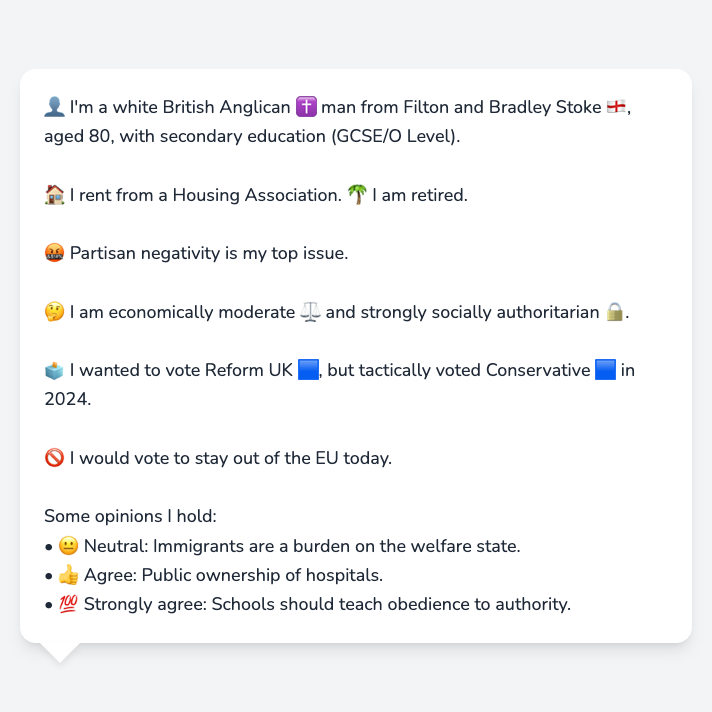 👤 I'm a white British Anglican ✝️ man from Filton and Bradley Stoke 🏴󠁧󠁢󠁥󠁮󠁧󠁿,
aged 80, with secondary education (GCSE/O Level).
🏠 I rent from a Housing Association. 🌴 I am retired.
🤬 Partisan negativity is my top issue.
🤔 I am economically moderate ⚖️ and strongly socially authoritarian 🔒.
🗳️ I wanted to vote Reform UK 🟦, but tactically voted Conservative 🟦 in
2024.
🚫 I would vote to stay out of the EU today.
Some opinions I hold:
• 😐 Neutral: Immigrants are a burden on the welfare state.
• 👍 Agree: Public ownership of hospitals.
• 💯 Strongly agree: Schools should teach obedience to authority.